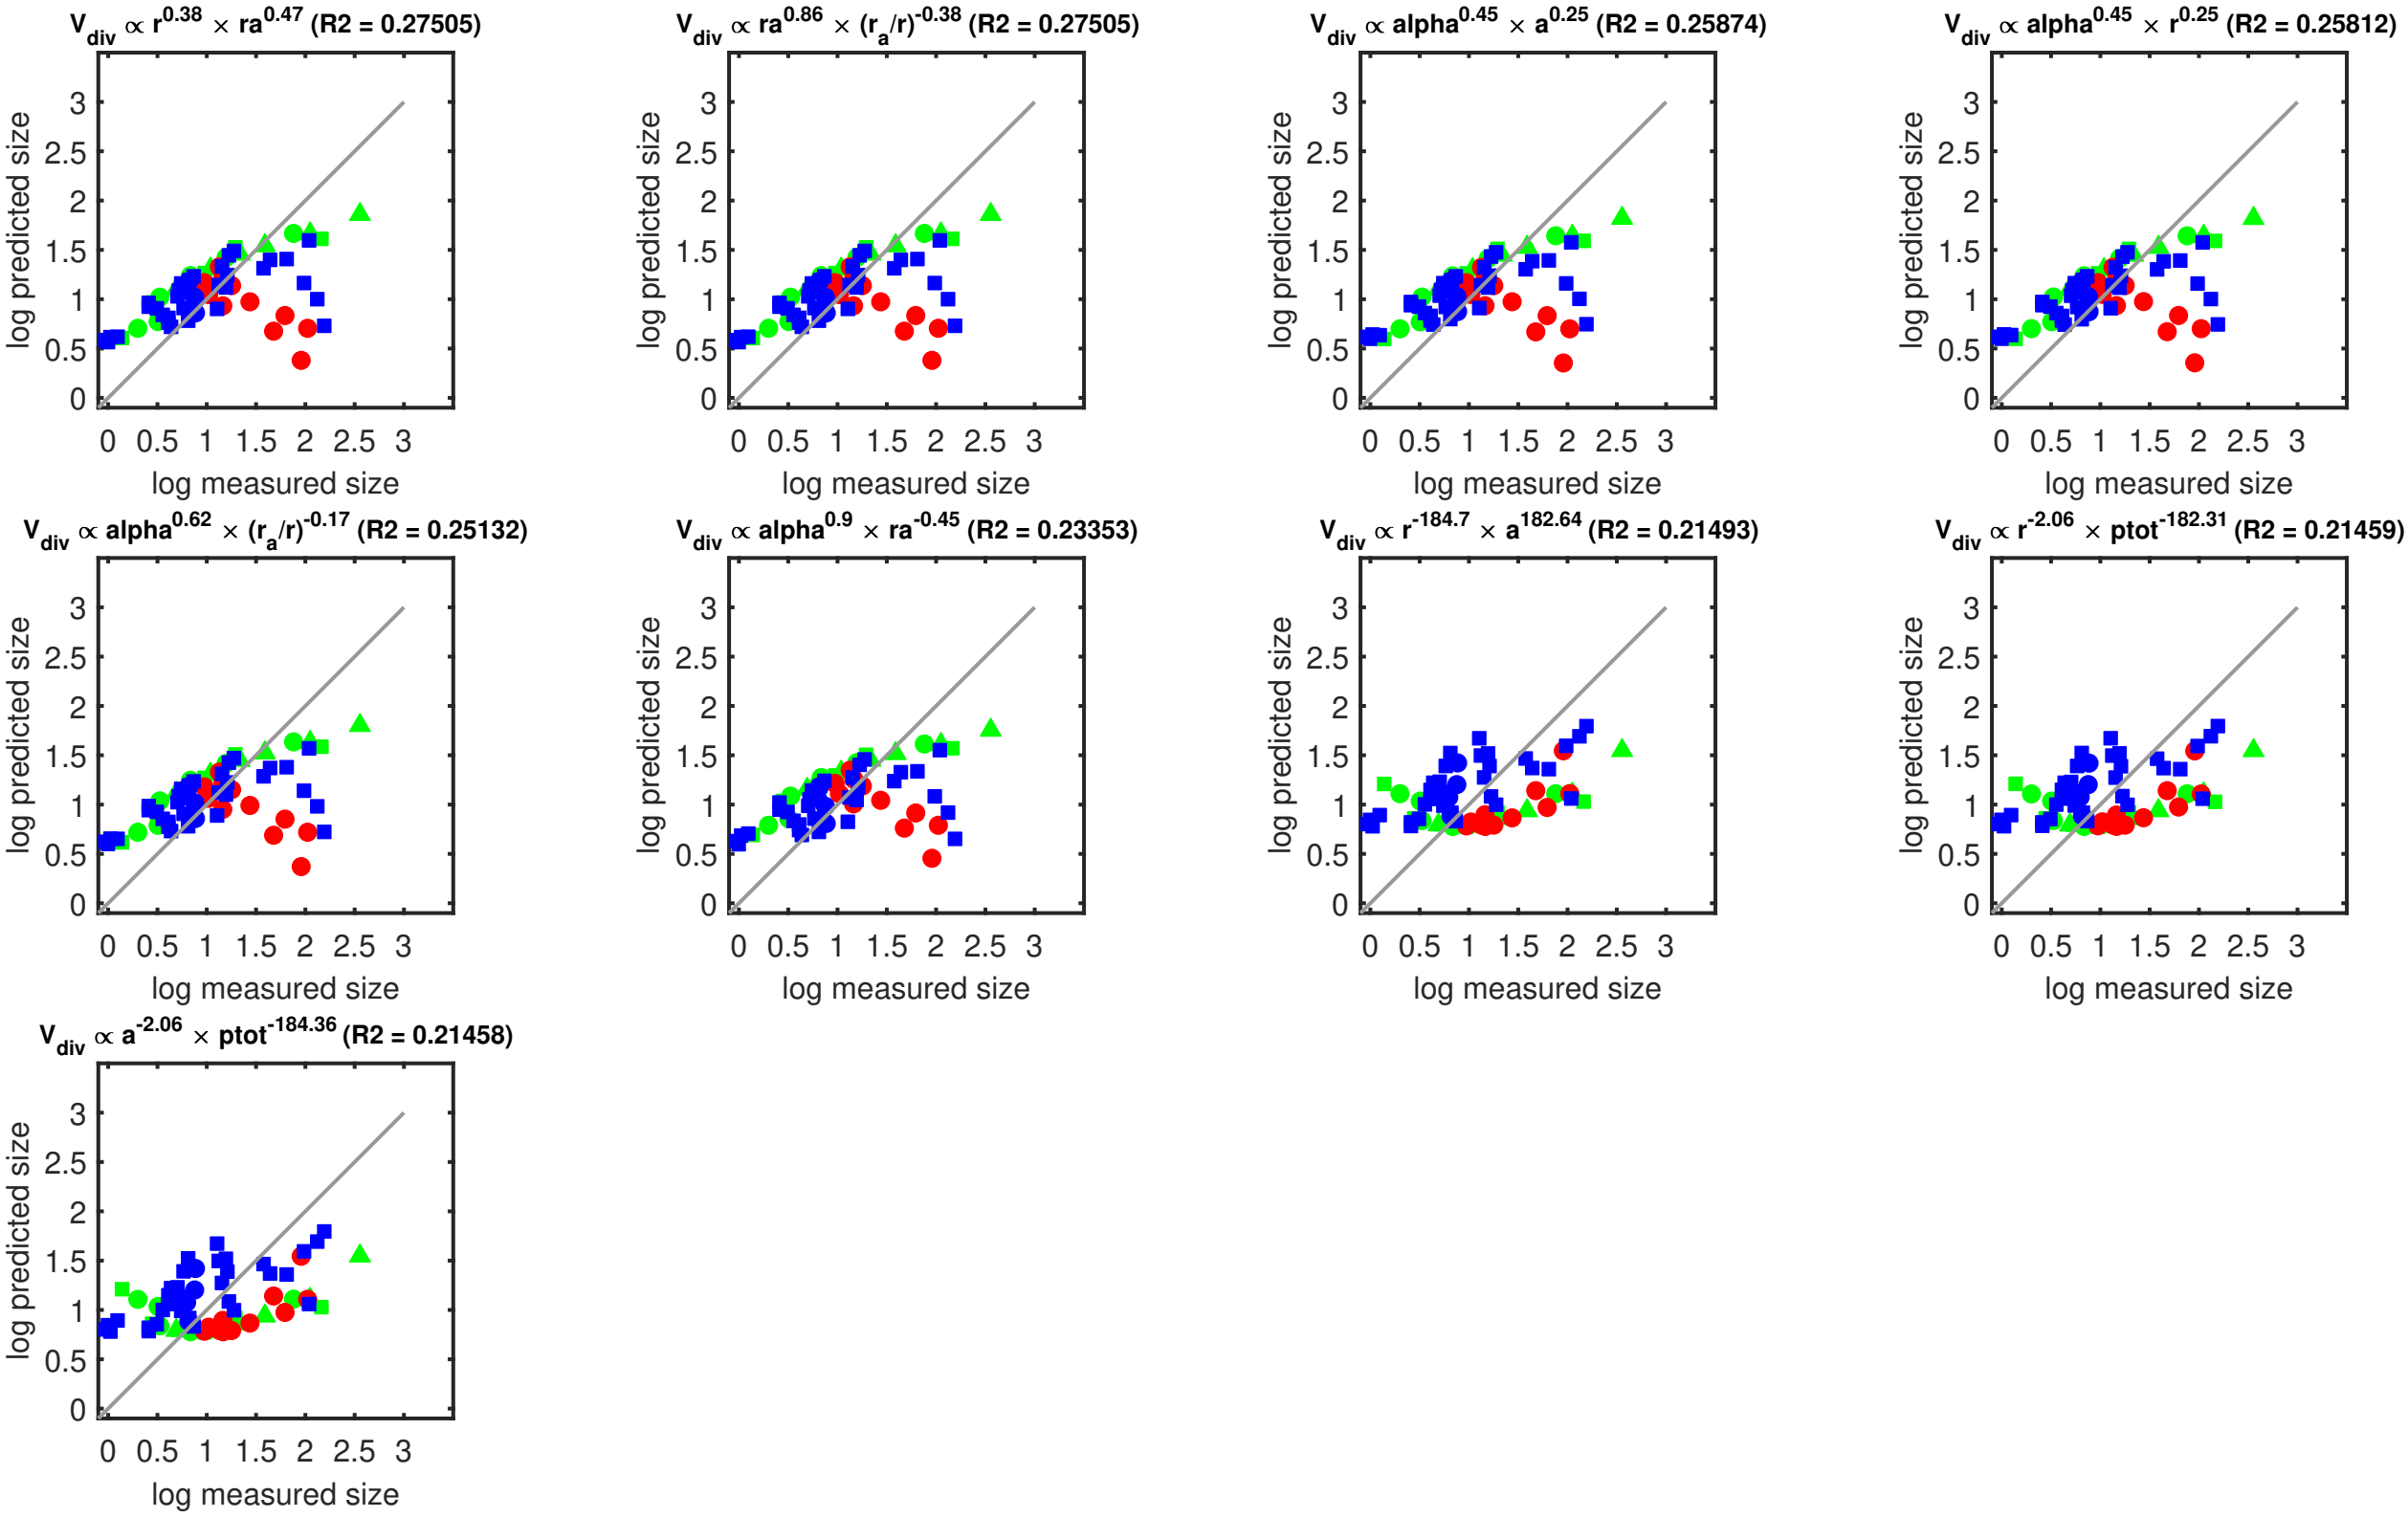 V_div ∝ r^0.38 × ra^0.47 (R2 = 0.27505)
3
2.5
2
1.5
1
0.5
0
log predicted size
0 0.5 1 1.5 2 2.5 3
log measured size
V_div ∝ ra^0.86 × (r_a/r)^-0.38 (R2 = 0.27505)
3
2.5
2
1.5
1
0.5
0
log predicted size
0 0.5 1 1.5 2 2.5 3
log measured size
V_div ∝ alpha^0.45 × a^0.25 (R2 = 0.25874)
3
2.5
2
1.5
1
0.5
0
log predicted size
0 0.5 1 1.5 2 2.5 3
log measured size
V_div ∝ alpha^0.45 × r^0.25 (R2 = 0.25812)
3
2.5
2
1.5
1
0.5
0
log predicted size
0 0.5 1 1.5 2 2.5 3
log measured size
V_div ∝ alpha^0.62 × (r_a/r)^-0.17 (R2 = 0.25132)
3
2.5
2
1.5
1
0.5
0
log predicted size
0 0.5 1 1.5 2 2.5 3
log measured size
V_div ∝ alpha^0.9 × ra^-0.45 (R2 = 0.23353)
3
2.5
2
1.5
1
0.5
0
log predicted size
0 0.5 1 1.5 2 2.5 3
log measured size
V_div ∝ r^-184.7 × a^182.64 (R2 = 0.21493)
3
2.5
2
1.5
1
0.5
0
log predicted size
0 0.5 1 1.5 2 2.5 3
log measured size
V_div ∝ r^-2.06 × ptot^-182.31 (R2 = 0.21459)
3
2.5
2
1.5
1
0.5
0
log predicted size
0 0.5 1 1.5 2 2.5 3
log measured size
V_div ∝ a^-2.06 × ptot^-184.36 (R2 = 0.21458)
3
2.5
2
1.5
1
0.5
0
log predicted size
0 0.5 1 1.5 2 2.5 3
log measured size